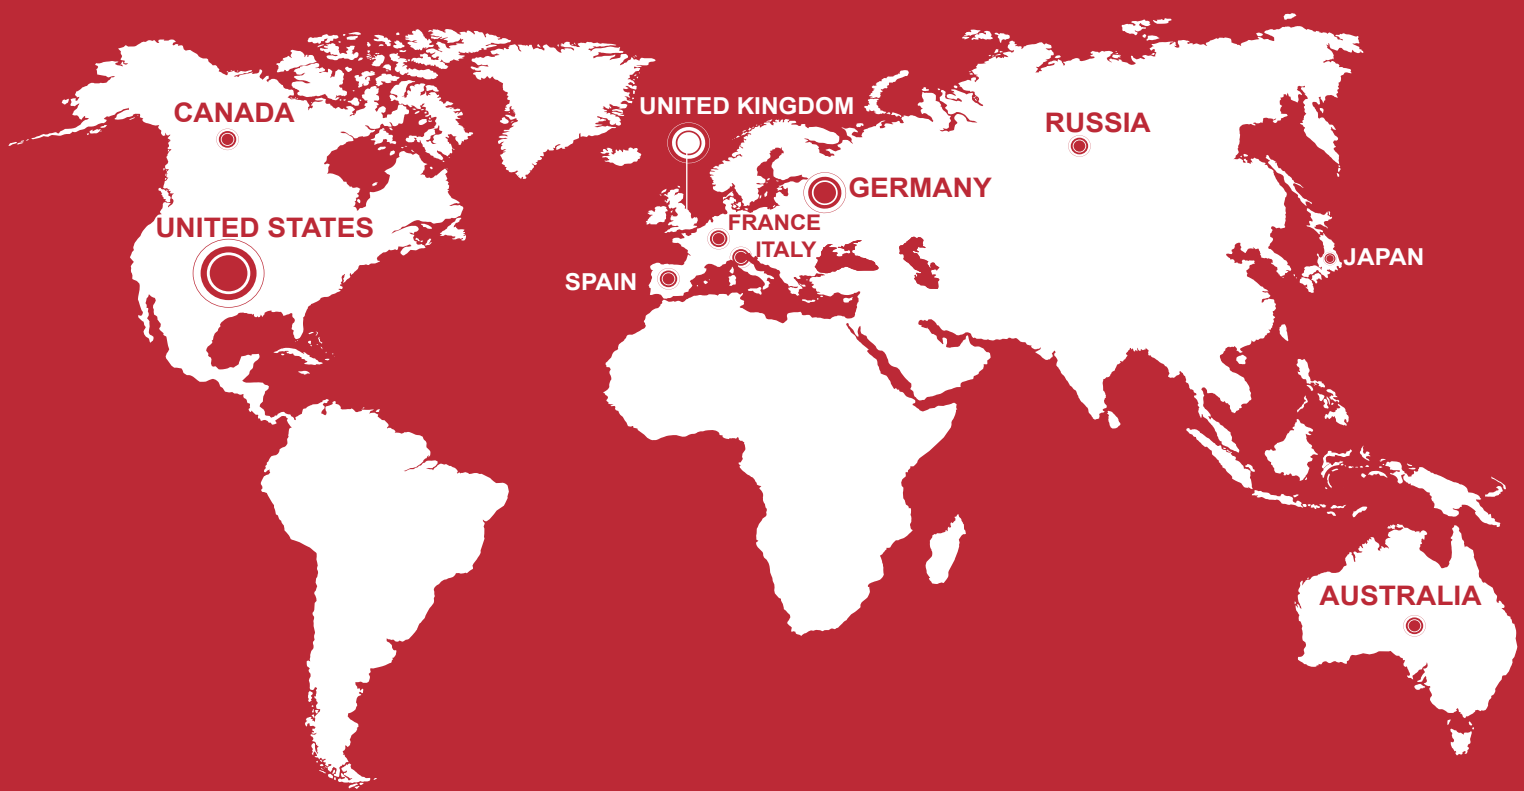 CANADA
UNITED KINGDOM
RUSSIA
GERMANY
UNITED STATES
FRANCE
ITALY
SPAIN
JAPAN
AUSTRALIA